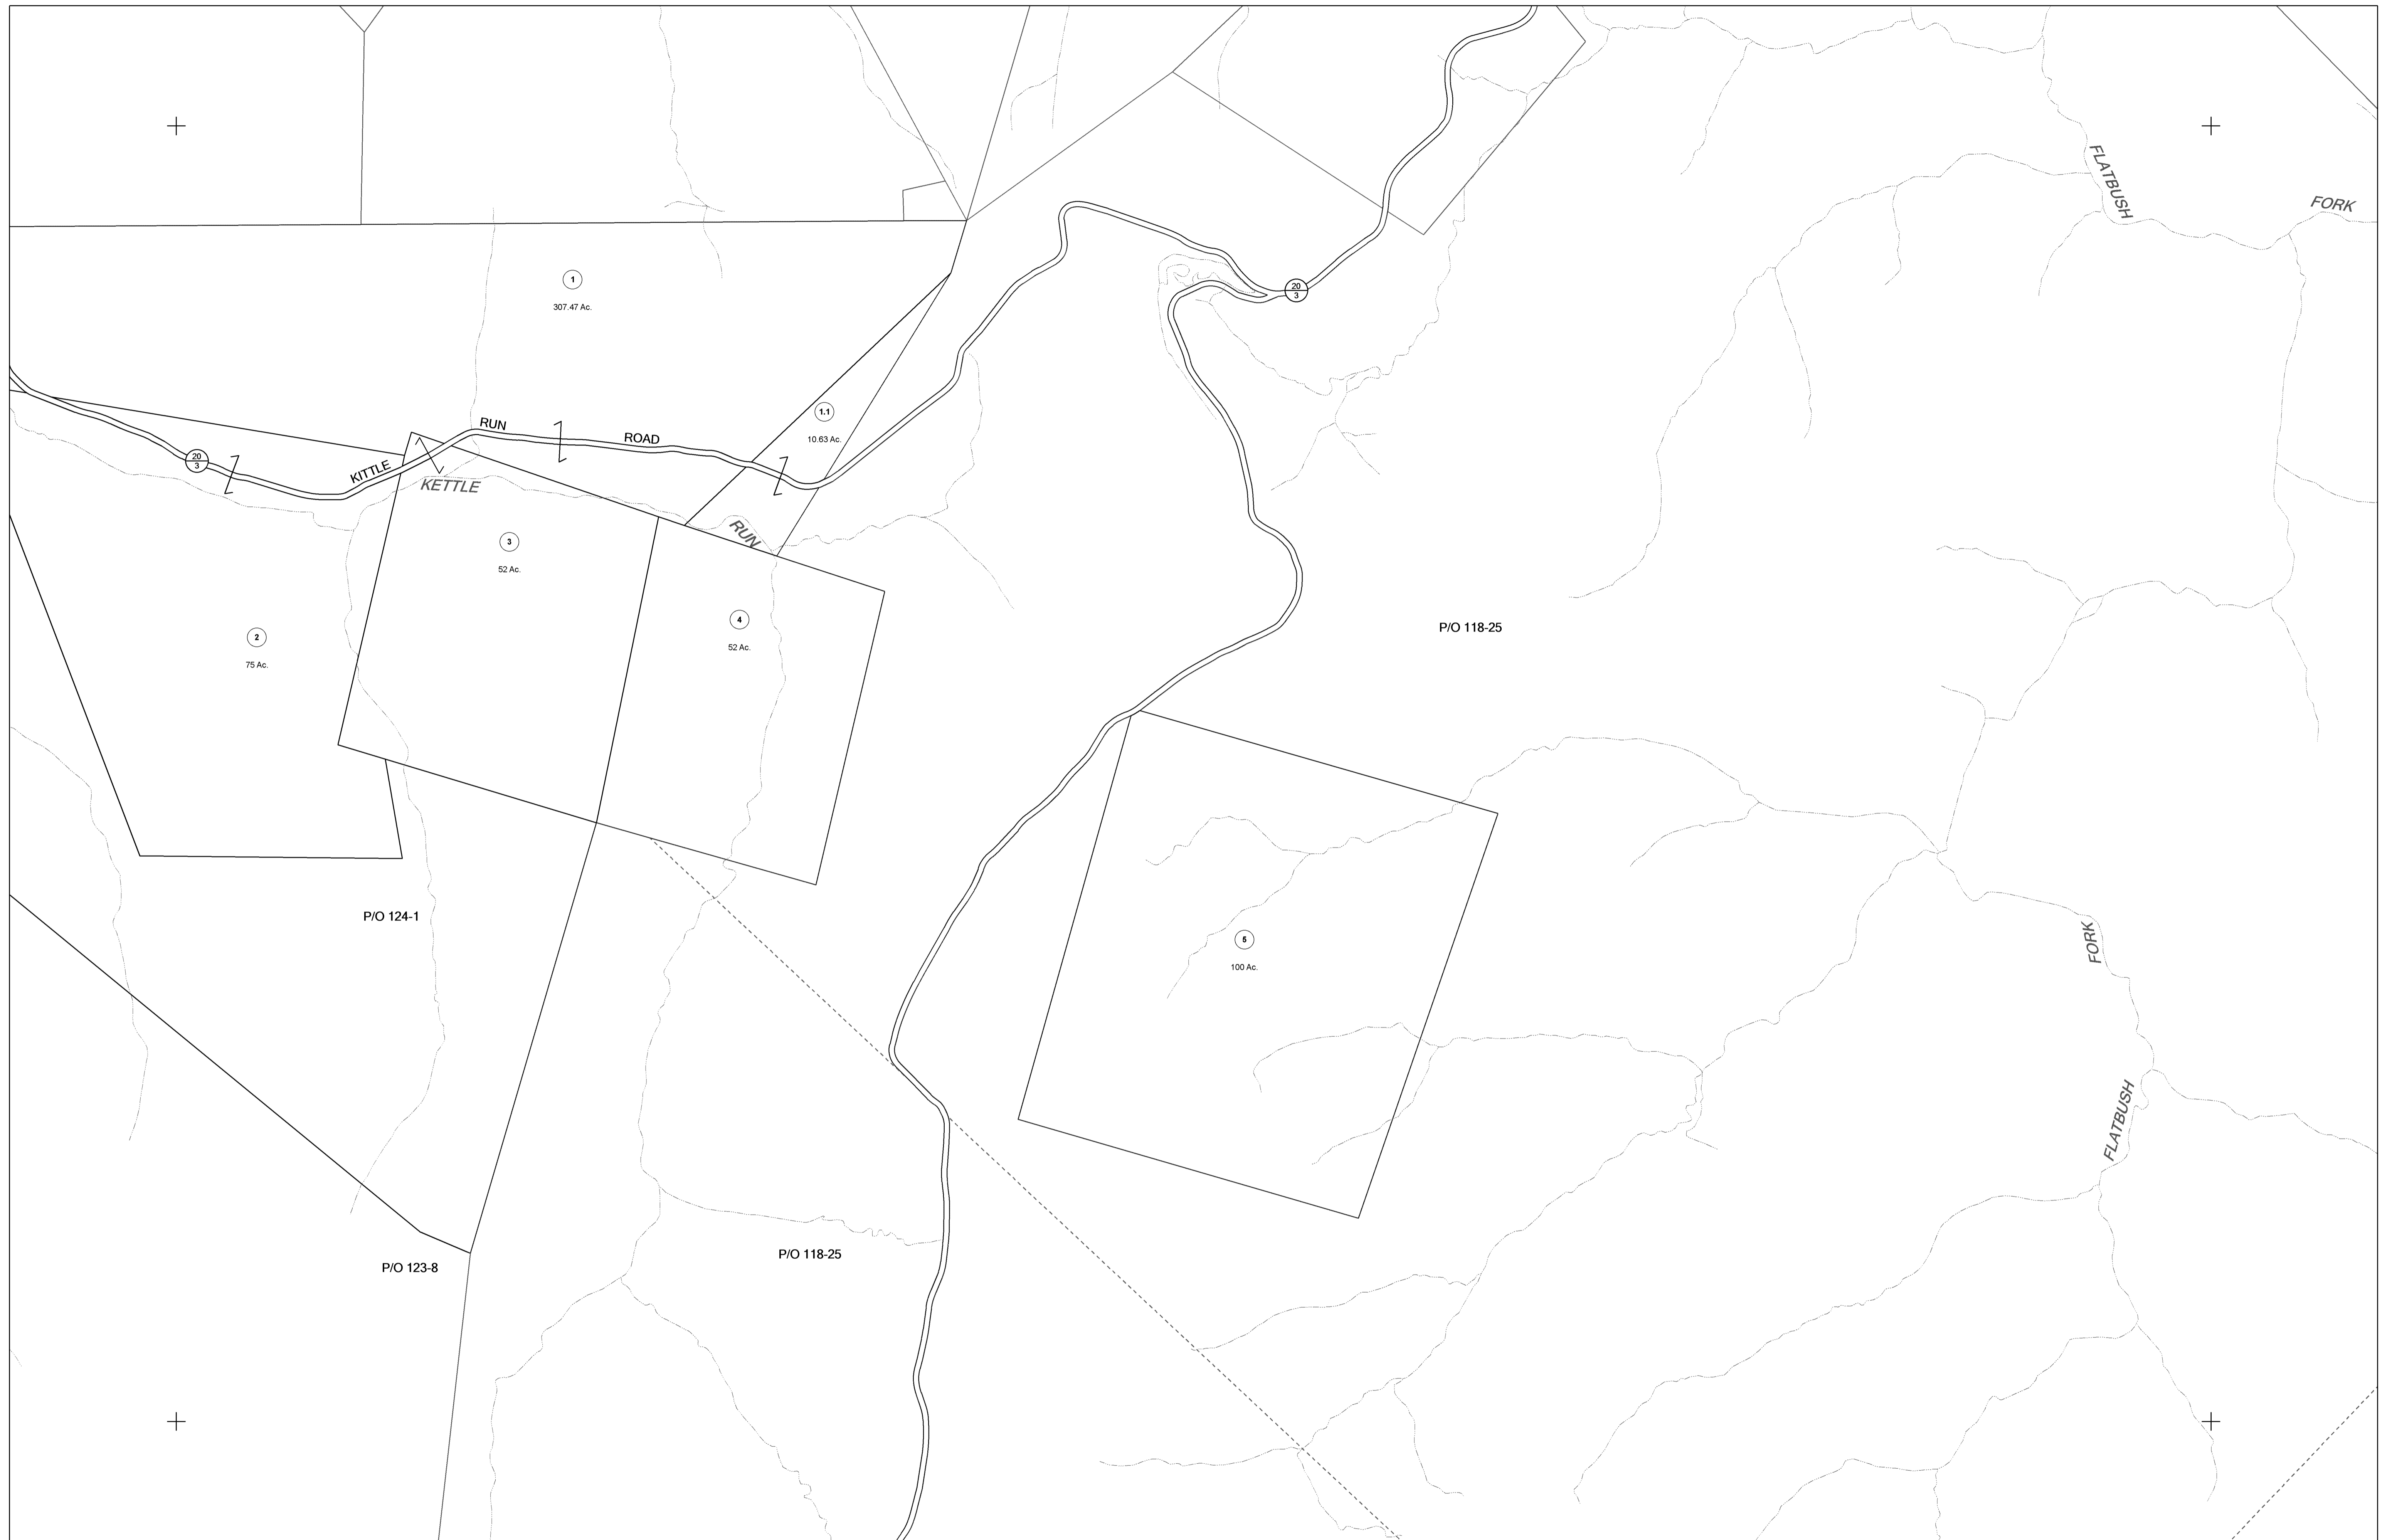 FLATBUSH
FORK
1
307.47 Ac.
20
3
1.1
10.63 Ac.
RUN
ROAD
20
3
KITTLE
KETTLE
RUN
3
52 Ac.
4
52 Ac.
P/O 118-25
2
75 Ac.
P/O 124-1
5
100 Ac.
FORK
FLATBUSH
P/O 118-25
P/O 123-8